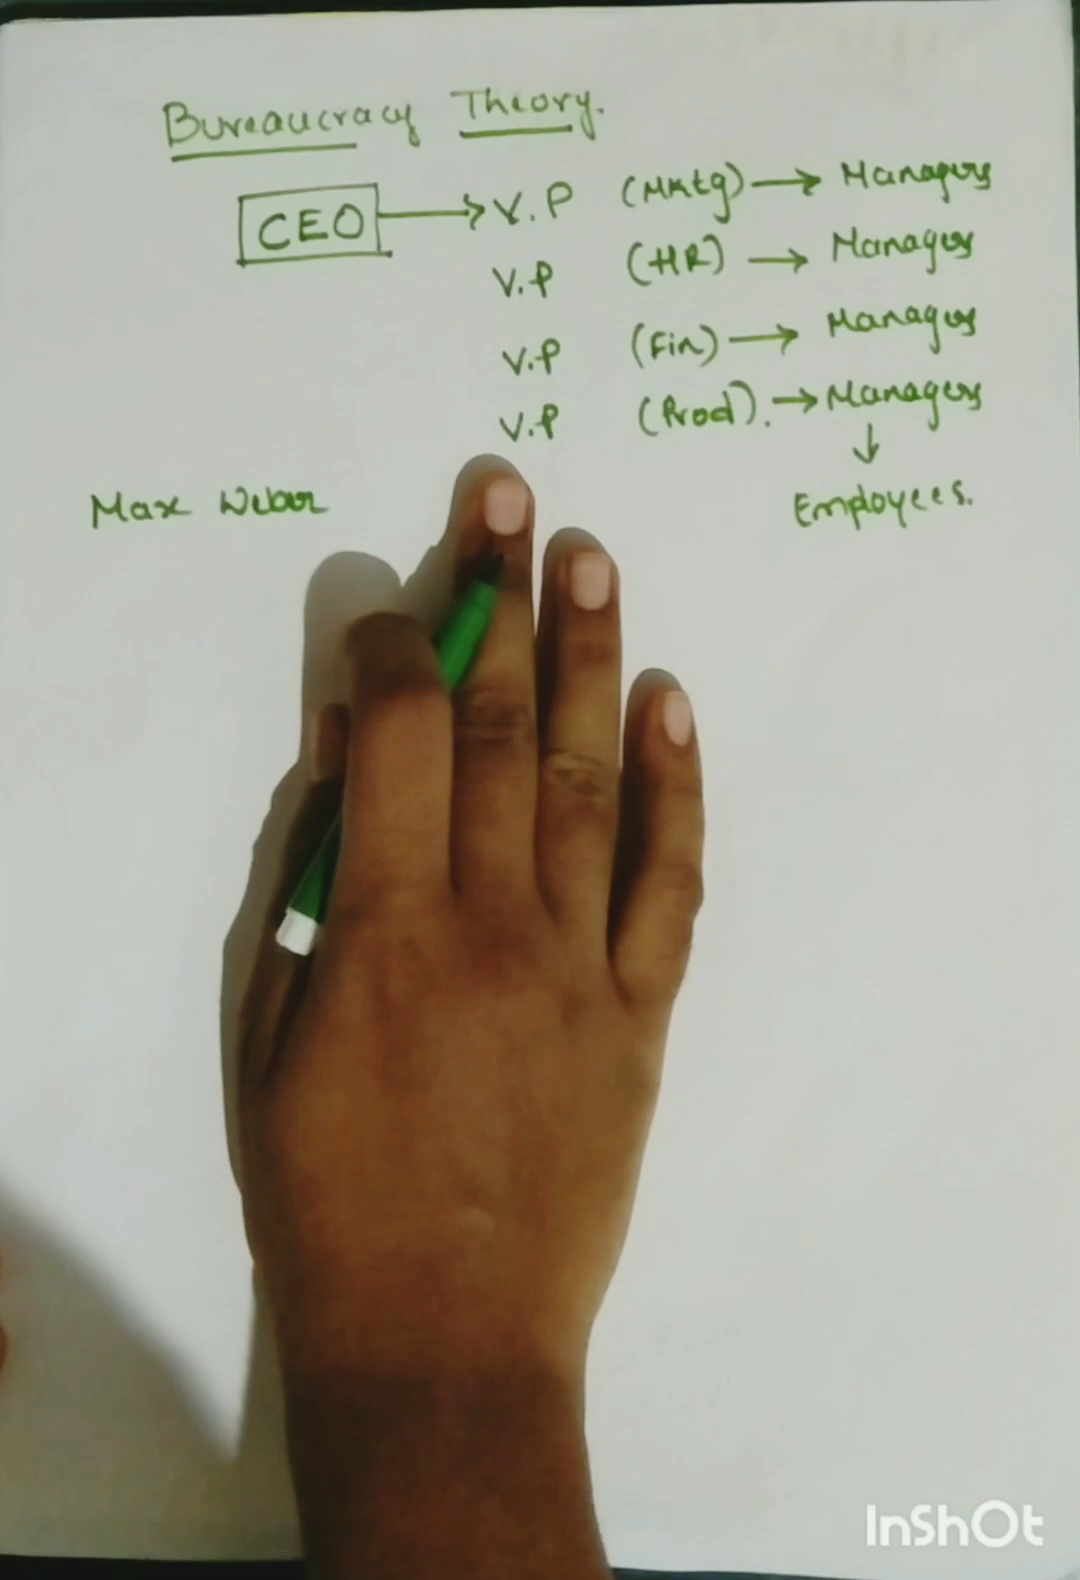 Bureaucracy Theory.
CEO → V.P (Mktg) → Managers
V.P (HR) → Managers
V.P (Fin) → Managers
V.P (Prod). → Managers
↓
Max Weber Employees.
InShOt